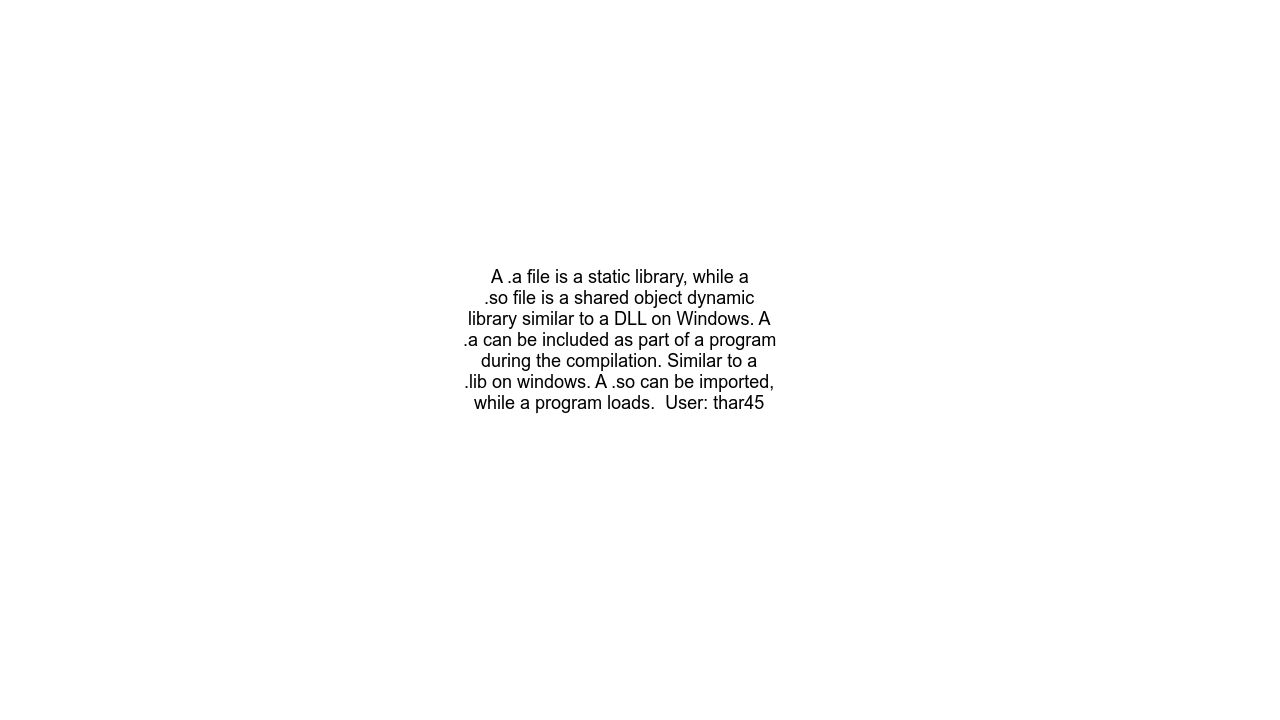 A .a file is a static library, while a
.so file is a shared object dynamic
library similar to a DLL on Windows. A
.a can be included as part of a program
during the compilation. Similar to a
.lib on windows. A .so can be imported,
while a program loads.  User: thar45